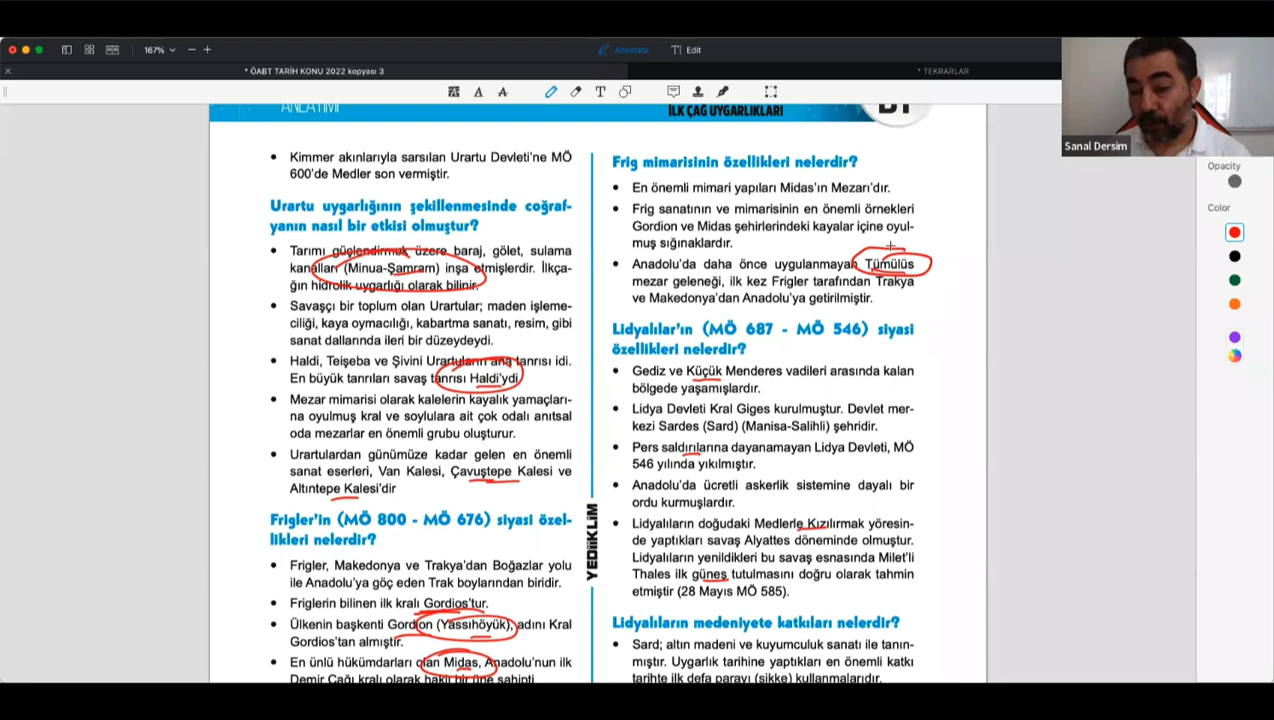 167%
Annotate
Edit
* ÖABT TARİH KONU 2022 kopyası 3
* TEKRARLAR
Sanal Dersim
Opacity
Color
ANLATIMI
İLK ÇAĞ UYGARLIKLARI
• Kimmer akınlarıyla sarsılan Urartu Devleti'ne MÖ
600'de Medler son vermiştir.
Urartu uygarlığının şekillenmesinde coğraf-
yanın nasıl bir etkisi olmuştur?
• Tarımı güçlendirmek üzere baraj, gölet, sulama
kanalları (Minua-Şamram) inşa etmişlerdir. İlkça-
ğın hidrolik uygarlığı olarak bilinir.
• Savaşçı bir toplum olan Urartular; maden işleme-
ciliği, kaya oymacılığı, kabartma sanatı, resim, gibi
sanat dallarında ileri bir düzeydeydi.
• Haldi, Teişeba ve Şivini Urartuların ana tanrısı idi.
En büyük tanrıları savaş tanrısı Haldi'ydi
• Mezar mimarisi olarak kalelerin kayalık yamaçları-
na oyulmuş kral ve soylulara ait çok odalı anıtsal
oda mezarlar en önemli grubu oluşturur.
• Urartulardan günümüze kadar gelen en önemli
sanat eserleri, Van Kalesi, Çavuştepe Kalesi ve
Altıntepe Kalesi'dir
Frigler'in (MÖ 800 - MÖ 676) siyasi özel-
likleri nelerdir?
• Frigler, Makedonya ve Trakya'dan Boğazlar yolu
ile Anadolu'ya göç eden Trak boylarından biridir.
• Friglerin bilinen ilk kralı Gordios'tur.
• Ülkenin başkenti Gordion (Yassıhöyük), adını Kral
Gordios'tan almıştır.
• En ünlü hükümdarları olan Midas, Anadolu'nun ilk
Demir Çağı kralı olarak haklı bir üne sahipti
YEDİİKLİM
Frig mimarisinin özellikleri nelerdir?
• En önemli mimari yapıları Midas'ın Mezarı'dır.
• Frig sanatının ve mimarisinin en önemli örnekleri
Gordion ve Midas şehirlerindeki kayalar içine oyul-
muş sığınaklardır.
• Anadolu'da daha önce uygulanmayan Tümülüs
mezar geleneği, ilk kez Frigler tarafından Trakya
ve Makedonya'dan Anadolu'ya getirilmiştir.
Lidyalılar'ın (MÖ 687 - MÖ 546) siyasi
özellikleri nelerdir?
• Gediz ve Küçük Menderes vadileri arasında kalan
bölgede yaşamışlardır.
• Lidya Devleti Kral Giges kurulmuştur. Devlet mer-
kezi Sardes (Sard) (Manisa-Salihli) şehridir.
• Pers saldırılarına dayanamayan Lidya Devleti, MÖ
546 yılında yıkılmıştır.
• Anadolu'da ücretli askerlik sistemine dayalı bir
ordu kurmuşlardır.
• Lidyalıların doğudaki Medlerle Kızılırmak yöresin-
de yaptıkları savaş Alyattes döneminde olmuştur.
Lidyalıların yenildikleri bu savaş esnasında Milet'li
Thales ilk güneş tutulmasını doğru olarak tahmin
etmiştir (28 Mayıs MÖ 585).
Lidyalıların medeniyete katkıları nelerdir?
• Sard; altın madeni ve kuyumculuk sanatı ile tanın-
mıştır. Uygarlık tarihine yaptıkları en önemli katkı
tarihte ilk defa parayı (sikke) kullanmalarıdır.